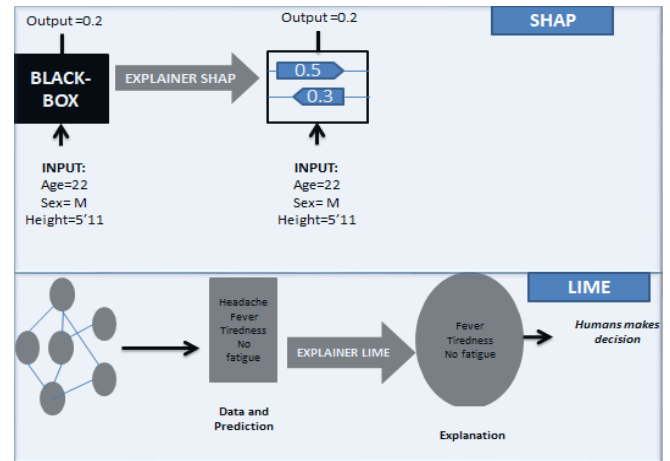 Output =0.2
Output =0.2
SHAP
BLACK-
BOX
EXPLAINER SHAP
0.5
0.3
INPUT:
Age=22
Sex= M
Height=5'11
INPUT:
Age=22
Sex= M
Height=5'11
LIME
Headache
Fever
Tiredness
No
fatigue
EXPLAINER LIME
Fever
Tiredness
No fatigue
Humans makes
decision
Data and
Prediction
Explanation